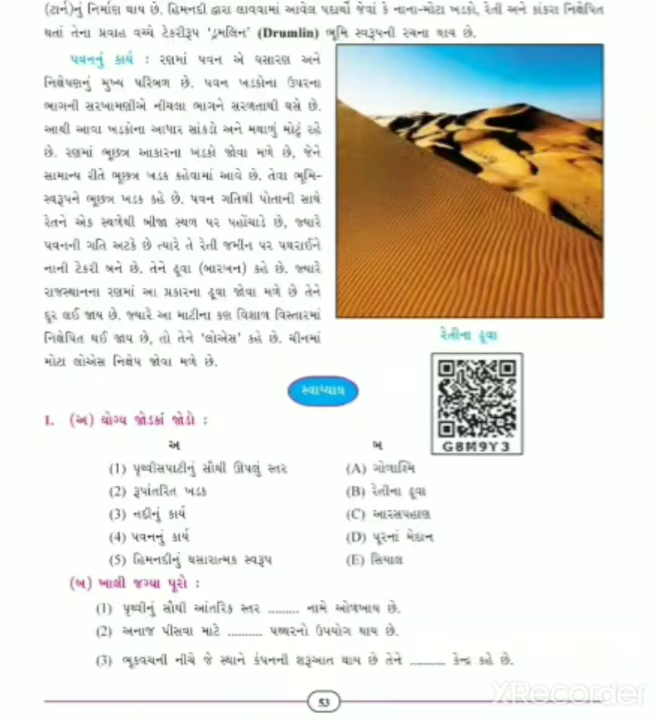 (ટાર્ન)નું નિર્માણ થાય છે. હિમનદી દ્વારા લાવવામાં આવેલ પદાર્થો જેવાં કે નાના-મોટા ખડકો, રેતી અને કાંકરા નિક્ષેપિત
થતાં તેના પ્રવાહ વચ્ચે ટેકરીરૂપ 'ડ્રમલિન' (Drumlin) ભૂમિ સ્વરૂપની રચના થાય છે.
પવનનું કાર્ય : રણમાં પવન એ ઘસારણ અને
નિક્ષેપણનું મુખ્ય પરિબળ છે. પવન ખડકોના ઉપરના
ભાગની સરખામણીએ નીચલા ભાગને સરળતાથી ઘસે છે.
આથી આવા ખડકોના આધાર સાંકડો અને મથાળું મોટું રહે
છે. રણમાં ભૂછત્ર આકારના ખડકો જોવા મળે છે, જેને
સામાન્ય રીતે ભૂછત્ર ખડક કહેવામાં આવે છે. તેવા ભૂમિ-
સ્વરૂપને ભૂછત્ર ખડક કહે છે. પવન ગતિથી પોતાની સાથે
રેતને એક સ્થળેથી બીજા સ્થળ પર પહોંચાડે છે, જ્યારે
પવનની ગતિ અટકે છે ત્યારે તે રેતી જમીન પર પથરાઈને
નાની ટેકરી બને છે. તેને ઢૂવા (બારખન) કહે છે. જ્યારે
રાજસ્થાનના રણમાં આ પ્રકારના ઢૂવા જોવા મળે છે તેને
દૂર લઈ જાય છે. જ્યારે આ માટીના કણ વિશાળ વિસ્તારમાં
નિક્ષેપિત થઈ જાય છે, તો તેને 'લોએસ' કહે છે. ચીનમાં
મોટા લોએસ નિક્ષેપ જોવા મળે છે.
રેતીના ઢૂવા
G8M9Y3
સ્વાધ્યાય
1. (અ) યોગ્ય જોડકાં જોડો :
અ બ
(1) પૃથ્વીસપાટીનું સૌથી ઊપલું સ્તર (A) ગોળાશ્મિ
(2) રૂપાંતરિત ખડક (B) રેતીના ઢૂવા
(3) નદીનું કાર્ય (C) આરસપહાણ
(4) પવનનું કાર્ય (D) પૂરનાં મેદાન
(5) હિમનદીનું ઘસારાત્મક સ્વરૂપ (E) સિયાલ
(બ) ખાલી જગ્યા પૂરો :
(1) પૃથ્વીનું સૌથી આંતરિક સ્તર .......... નામે ઓળખાય છે.
(2) અનાજ પીસવા માટે ........... પથ્થરનો ઉપયોગ થાય છે.
(3) ભૂકવચની નીચે જે સ્થાને કંપનની શરૂઆત થાય છે તેને ........... કેન્દ્ર કહે છે.
53
XRecorder